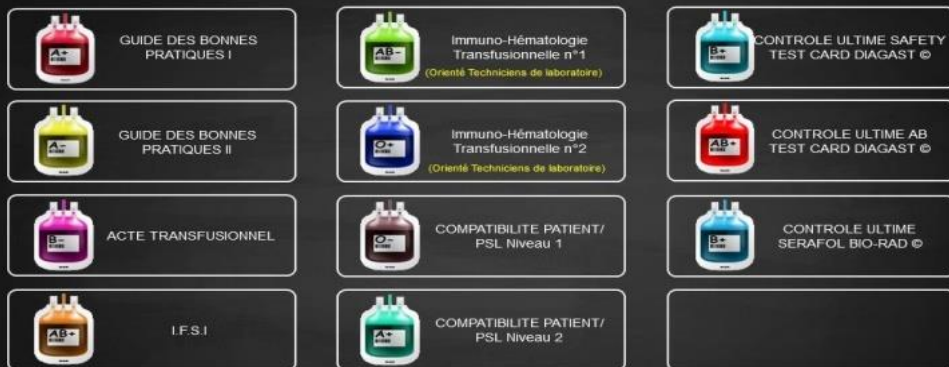 A+
GUIDE DES BONNES
PRATIQUES I
AB-
Immuno-Hématologie
Transfusionnelle n°1
(Orienté Techniciens de laboratoire)
B+
CONTROLE ULTIME SAFETY
TEST CARD DIAGAST ©
A-
GUIDE DES BONNES
PRATIQUES II
O+
Immuno-Hématologie
Transfusionnelle n°2
(Orienté Techniciens de laboratoire)
AB+
CONTROLE ULTIME AB
TEST CARD DIAGAST ©
B-
ACTE TRANSFUSIONNEL
O-
COMPATIBILITE PATIENT/
PSL Niveau 1
B+
CONTROLE ULTIME
SERAFOL BIO-RAD ©
AB+
I.F.S.I
A+
COMPATIBILITE PATIENT/
PSL Niveau 2